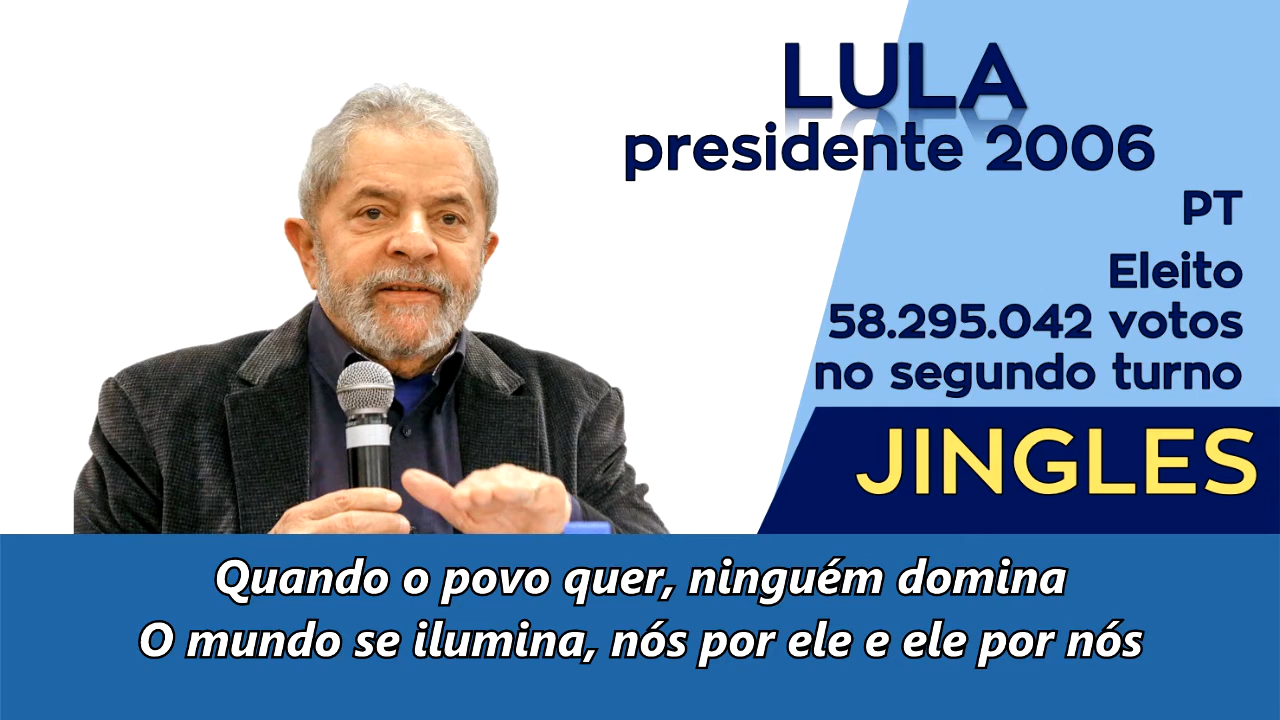 LULA
presidente 2006
PT
Eleito
58.295.042 votos
no segundo turno
JINGLES
Quando o povo quer, ninguém domina
O mundo se ilumina, nós por ele e ele por nós